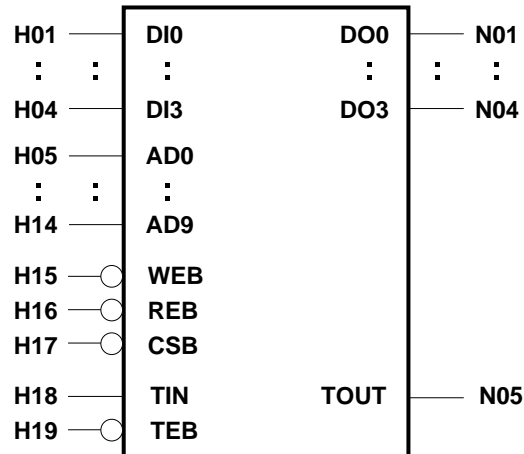 H01 DI0 DO0 N01
: : : : : :
H04 DI3 DO3 N04
H05 AD0
: : :
H14 AD9
H15 WEB
H16 REB
H17 CSB
H18 TIN TOUT N05
H19 TEB